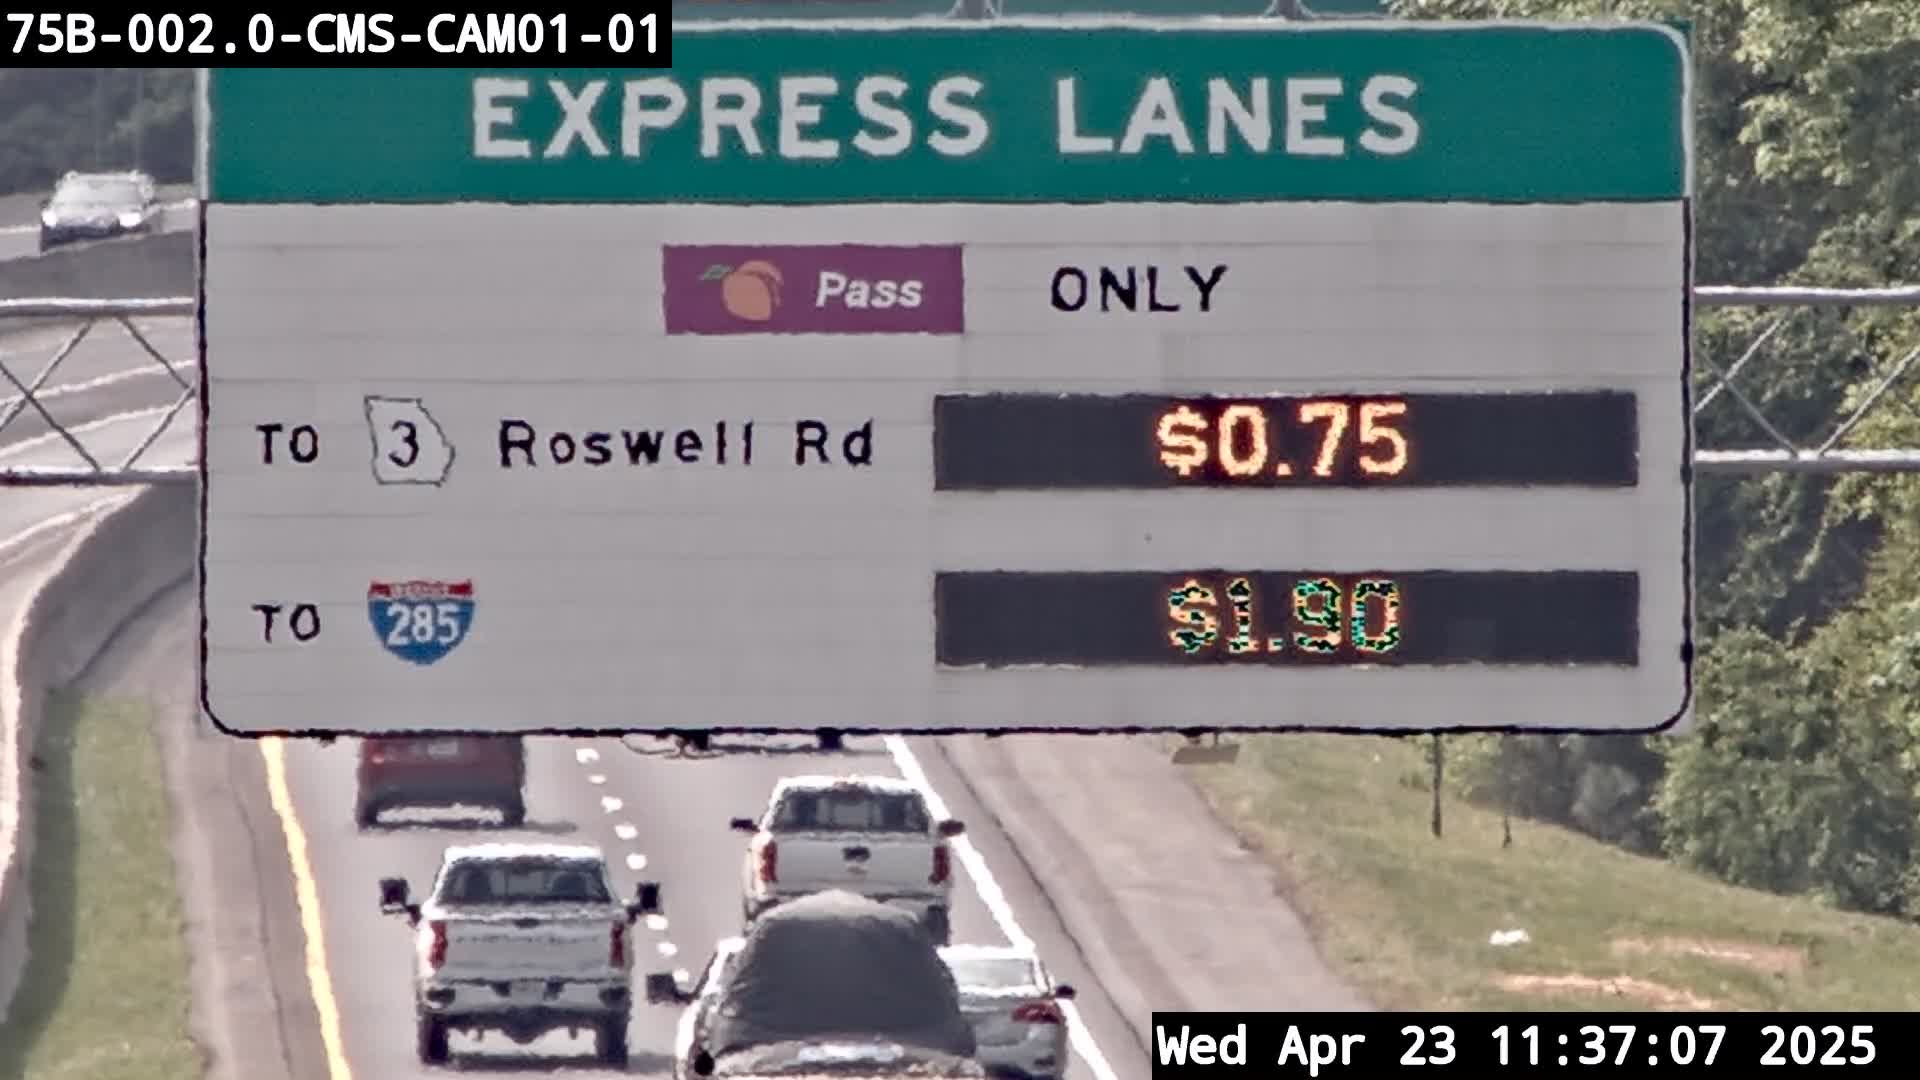 75B-002.0-CMS-CAM01-01
EXPRESS LANES
Pass ONLY
TO 3 Roswell Rd $0.75
TO 285 $1.90
Wed Apr 23 11:37:07 2025